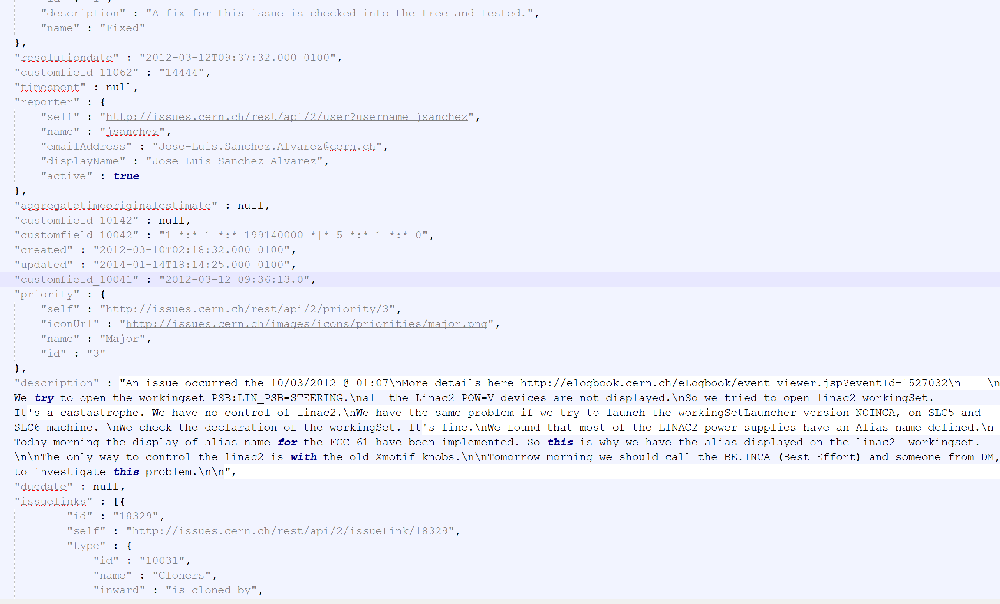 "description" : "A fix for this issue is checked into the tree and tested.",
"name" : "Fixed"
},
"resolutiondate" : "2012-03-12T09:37:32.000+0100",
"customfield_11062" : "14444",
"timespent" : null,
"reporter" : {
"self" : "http://issues.cern.ch/rest/api/2/user?username=jsanchez",
"name" : "jsanchez",
"emailAddress" : "Jose-Luis.Sanchez.Alvarez@cern.ch",
"displayName" : "Jose-Luis Sanchez Alvarez",
"active" : true
},
"aggregatetimeoriginalestimate" : null,
"customfield_10142" : null,
"customfield_10042" : "1_*:*_1_*:*_199140000_*|*_5_*:*_1_*:*_0",
"created" : "2012-03-10T02:18:32.000+0100",
"updated" : "2014-01-14T18:14:25.000+0100",
"customfield_10041" : "2012-03-12 09:36:13.0",
"priority" : {
"self" : "http://issues.cern.ch/rest/api/2/priority/3",
"iconUrl" : "http://issues.cern.ch/images/icons/priorities/major.png",
"name" : "Major",
"id" : "3"
},
"description" : "An issue occurred the 10/03/2012 @ 01:07\nMore details here http://elogbook.cern.ch/eLogbook/event_viewer.jsp?eventId=1527032\n----\n
We try to open the workingset PSB:LIN_PSB-STEERING.\nall the Linac2 POW-V devices are not displayed.\nSo we tried to open linac2 workingSet.
It's a castastrophe. We have no control of linac2.\nWe have the same problem if we try to launch the workingSetLauncher version NOINCA, on SLC5 and
SLC6 machine. \nWe check the declaration of the workingSet. It's fine.\nWe found that most of the LINAC2 power supplies have an Alias name defined.\n
Today morning the display of alias name for the FGC_61 have been implemented. So this is why we have the alias displayed on the linac2  workingset.
\n\nThe only way to control the linac2 is with the old Xmotif knobs.\n\nTomorrow morning we should call the BE.INCA (Best Effort) and someone from DM,
to investigate this problem.\n\n",
"duedate" : null,
"issuelinks" : [{
"id" : "18329",
"self" : "http://issues.cern.ch/rest/api/2/issueLink/18329",
"type" : {
"id" : "10031",
"name" : "Cloners",
"inward" : "is cloned by",